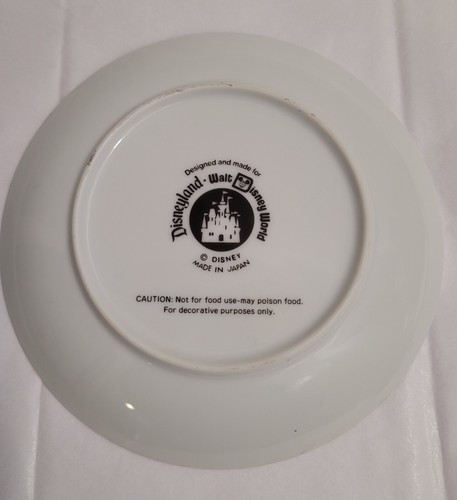 Designed and made for
Disneyland · Walt Disney World
© DISNEY
MADE IN JAPAN
CAUTION: Not for food use-may poison food.
For decorative purposes only.